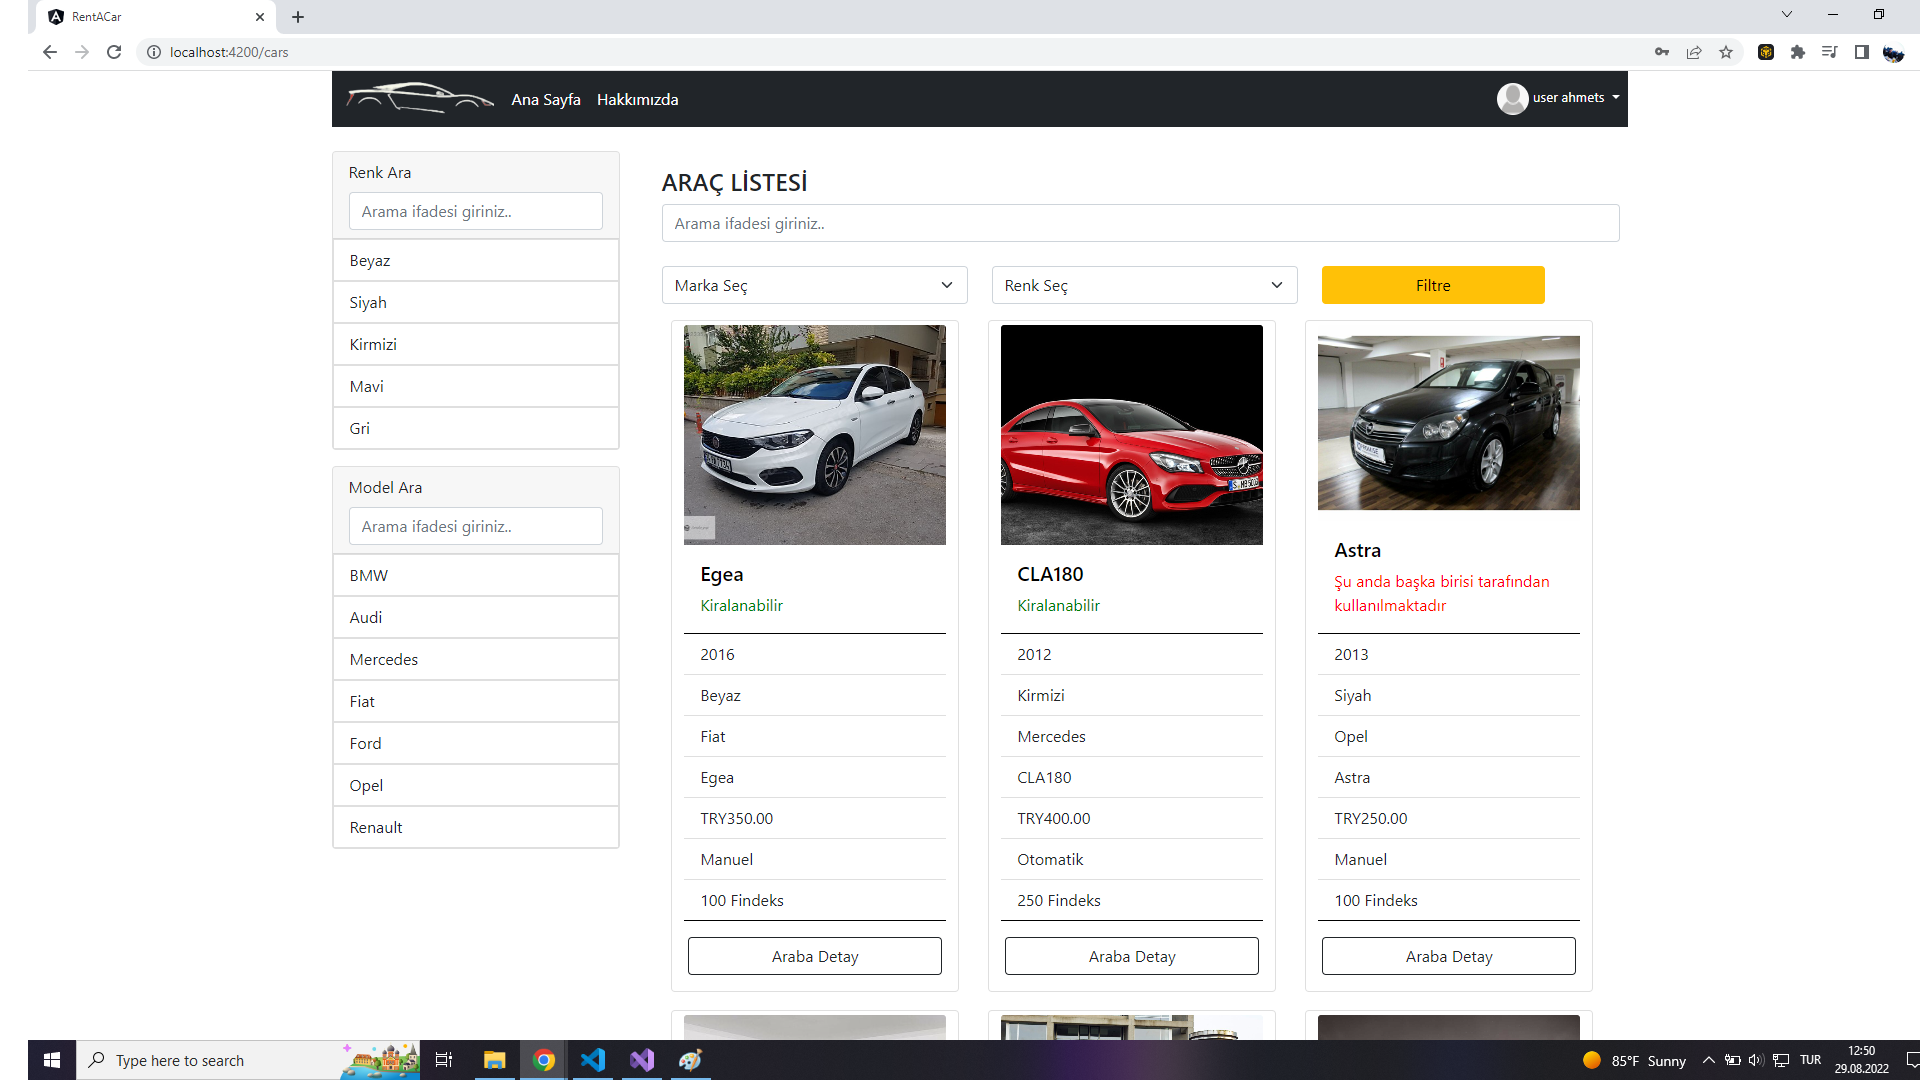 RentACar
localhost:4200/cars
Ana Sayfa
Hakkımızda
user ahmets
Renk Ara
Arama ifadesi giriniz..
Beyaz
Siyah
Kirmizi
Mavi
Gri
Model Ara
Arama ifadesi giriniz..
BMW
Audi
Mercedes
Fiat
Ford
Opel
Renault
ARAÇ LİSTESİ
Arama ifadesi giriniz..
Marka Seç
Renk Seç
Filtre
Egea
Kiralanabilir
2016
Beyaz
Fiat
Egea
TRY350.00
Manuel
100 Findeks
Araba Detay
CLA180
Kiralanabilir
2012
Kirmizi
Mercedes
CLA180
TRY400.00
Otomatik
250 Findeks
Araba Detay
Astra
Şu anda başka birisi tarafından
kullanılmaktadır
2013
Siyah
Opel
Astra
TRY250.00
Manuel
100 Findeks
Araba Detay
Type here to search
85°F Sunny
TUR
12:50
29.08.2022